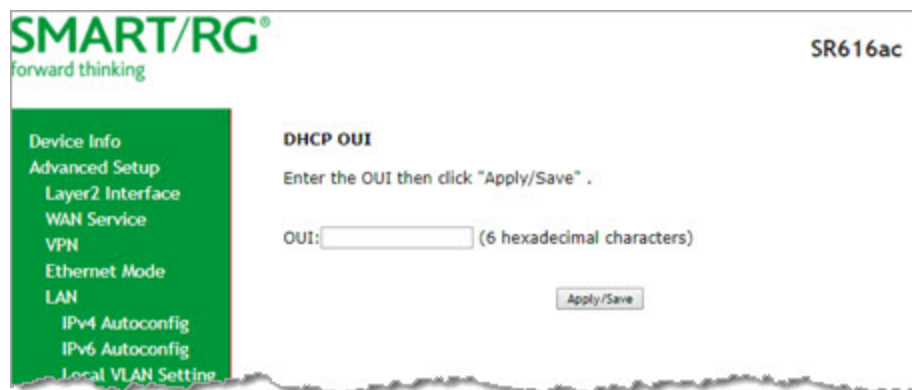 SMART/RG®
forward thinking
SR616ac
Device Info
Advanced Setup
Layer2 Interface
WAN Service
VPN
Ethernet Mode
LAN
IPv4 Autoconfig
IPv6 Autoconfig
Local VLAN Setting
DHCP OUI
Enter the OUI then click "Apply/Save" .
OUI: (6 hexadecimal characters)
Apply/Save